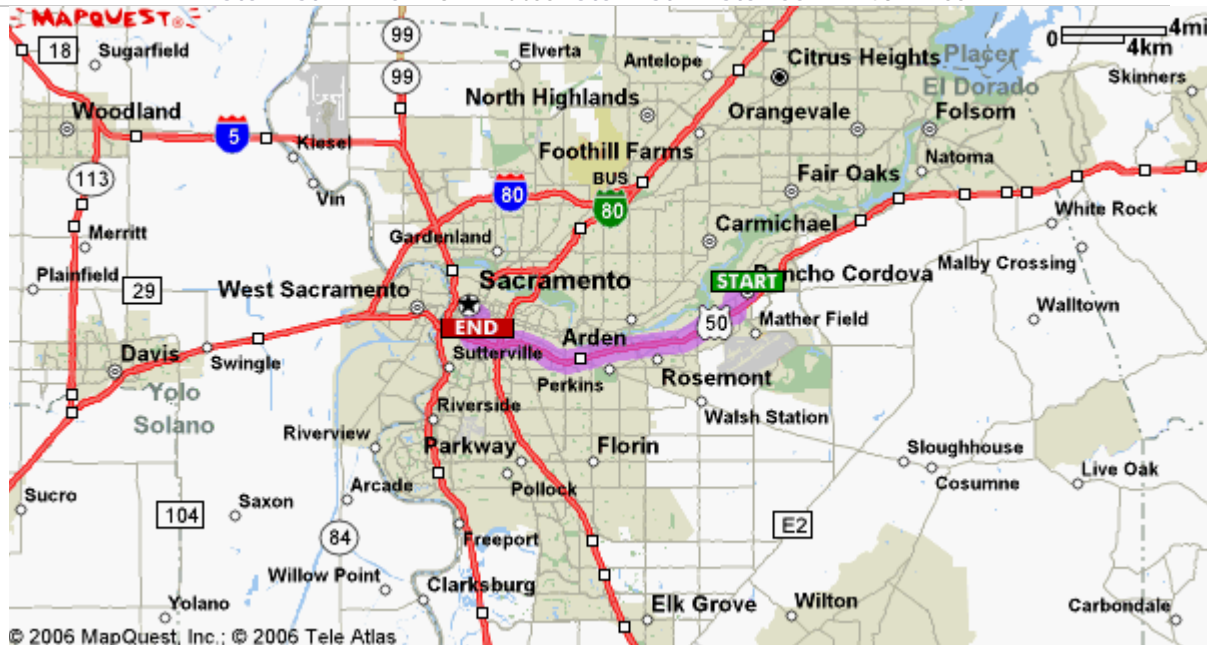 MAPQUEST
0 4mi
4km
18
Sugarfield
99
99
Elverta
Antelope
Citrus Heights
Placer
El Dorado
Skinners
Woodland
5
Kiesel
North Highlands
Orangevale
Folsom
Foothill Farms
Natoma
113
Vin
80
BUS
80
Fair Oaks
Merritt
Gardenland
Carmichael
White Rock
Plainfield
29
West Sacramento
Sacramento
START
Rancho Cordova
Malby Crossing
Walltown
END
Arden
50
Mather Field
Davis
Swingle
Sutterville
Perkins
Rosemont
Yolo
Solano
Riverside
Walsh Station
Riverview
Parkway
Florin
Sloughhouse
Live Oak
Sucro
Saxon
Arcade
Pollock
Cosumne
104
84
Freeport
E2
Willow Point
Clarksburg
Yolano
Elk Grove
Wilton
Carbondale
© 2006 MapQuest, Inc.; © 2006 Tele Atlas